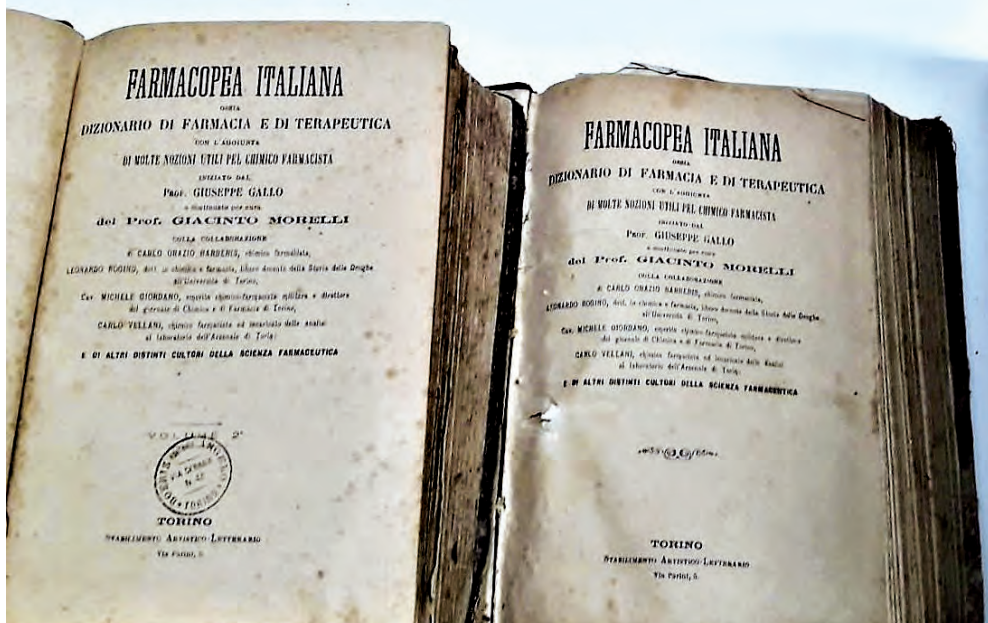 FARMACOPEA ITALIANA
OSSIA
DIZIONARIO DI FARMACIA E DI TERAPEUTICA
CON L'AGGIUNTA
DI MOLTE NOZIONI UTILI PEL CHIMICO FARMACISTA
INIZIATO DAL
PROF. GIUSEPPE GALLO
e continuato per cura
del Prof. GIACINTO MORELLI
COLLA COLLABORAZIONE
CARLO ORAZIO BARBERIS, chimico farmacista,
LEONARDO ROSINO, dott. in chimica e farmacia, libero docente della Storia delle Droghe
all'Università di Torino,
CAV. MICHELE GIORDANO, esperito chimico-farmacista militare e direttore
del giornale di Chimica e di Farmacia di Torino,
CARLO VELLANI, chimico farmacista ed incaricato delle Analisi
al laboratorio dell'Arsenale di Torino
E DI ALTRI DISTINTI CULTORI DELLA SCIENZA FARMACEUTICA
VOLUME 2°
N.
TORINO
TORINO
STABILIMENTO ARTISTICO-LETTERARIO
Via Parini, 5.
FARMACOPEA ITALIANA
OSSIA
DIZIONARIO DI FARMACIA E DI TERAPEUTICA
CON L'AGGIUNTA
DI MOLTE NOZIONI UTILI PEL CHIMICO FARMACISTA
INIZIATO DAL
PROF. GIUSEPPE GALLO
e continuato per cura
del Prof. GIACINTO MORELLI
COLLA COLLABORAZIONE
CARLO ORAZIO BARBERIS, chimico farmacista,
LEONARDO ROSINO, dott. in chimica e farmacia, libero docente della Storia delle Droghe
all'Università di Torino,
CAV. MICHELE GIORDANO, esperito chimico-farmacista militare e direttore
del giornale di Chimica e di Farmacia di Torino,
CARLO VELLANI, chimico farmacista ed incaricato delle Analisi
al laboratorio dell'Arsenale di Torino
E DI ALTRI DISTINTI CULTORI DELLA SCIENZA FARMACEUTICA
TORINO
STABILIMENTO ARTISTICO-LETTERARIO
Via Parini, 5.